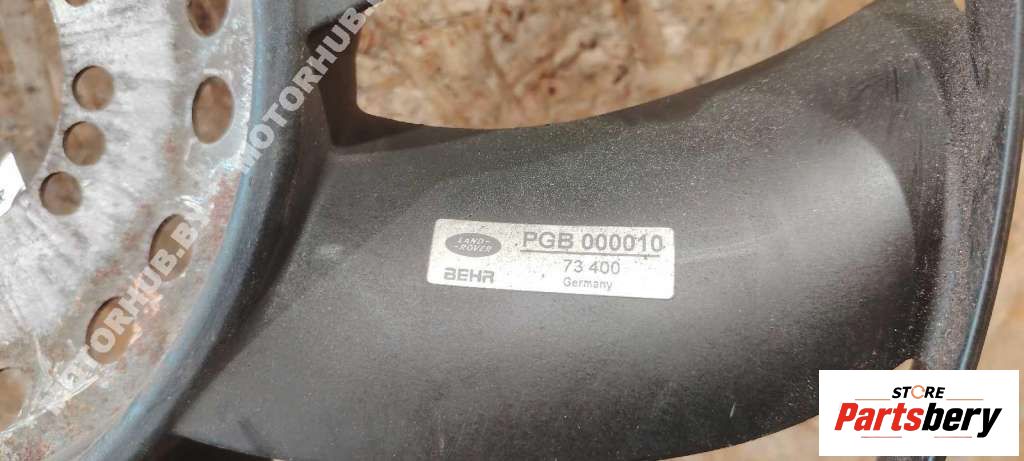 MOTORHUB.BY
MOTORHUB.BY
LAND-
-ROVER
PGB 000010
BEHR
73 400
Germany
STORE
Partsbery